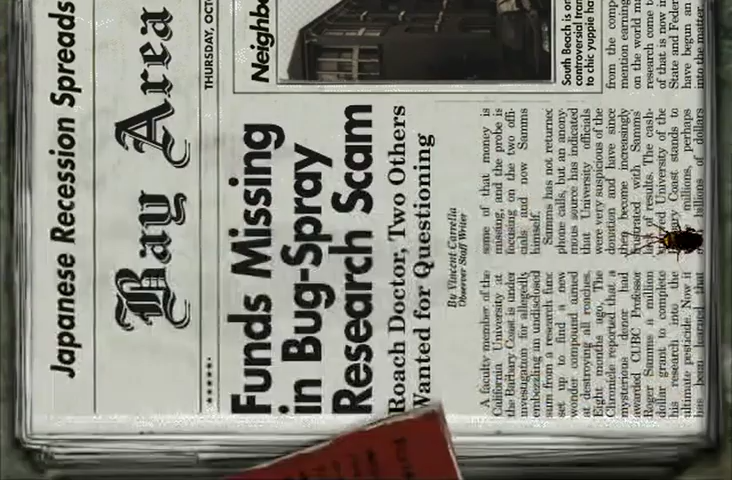 Japanese Recession Spreads
Bay Area
THURSDAY, OCT
Neighbo
South Beech is on
controversial fron
to chic yuppie ha
Funds Missing
in Bug-Spray
Research Scam
Roach Doctor, Two Others
Wanted for Questioning
By Vincent Carrella
Observer Staff Writer
A faculty member of the
California University at
the Barbary Coast is under
investigation for allegedly
embezzling an undisclosed
sum from a research func
set up to find a new
wonder compound aimed
at destroying all roaches.
Eight months ago, The
Chronicle reported that a
mysterious donor had
awarded CUBC Professor
Roger Samms a million
dollar grant to complete
his research into the
ultimate pesticide. Now it
has been that
some of that money is
missing, and the probe is
focusing on the two offi-
cials and now Samms
himself.
Samms has not returned
phone calls, but an anony-
mous source has indicated
that University officials
were very suspicious of the
donation and have since
then become increasingly
frustrated with Samms'
lack of results. The cash-
University of the
Coast stands to
millions, perhaps
billions of dollars
from the comp
mention earning
on the world m
research come t
of that is now i
State and Feder
have begun an
into the matter.